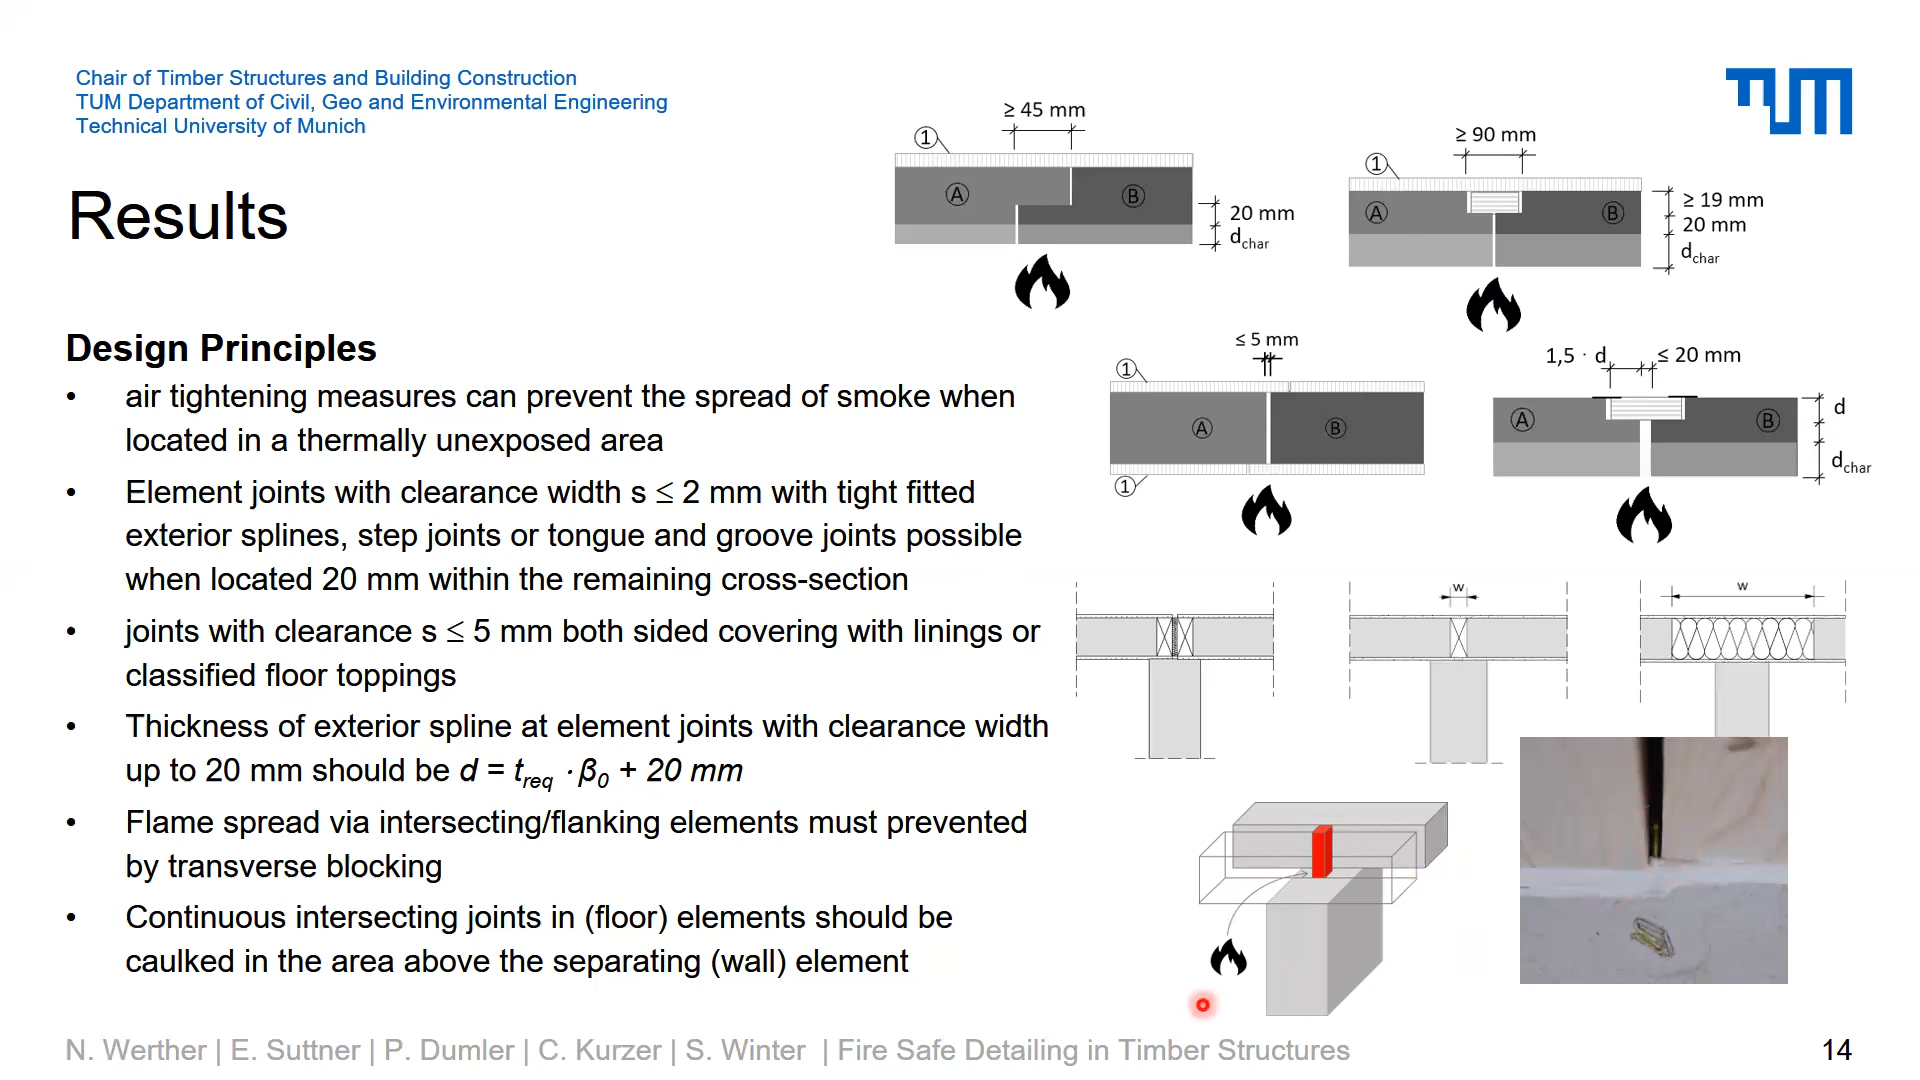 Chair of Timber Structures and Building Construction
TUM Department of Civil, Geo and Environmental Engineering
Technical University of Munich
TUM
Results
Design Principles
• air tightening measures can prevent the spread of smoke when
located in a thermally unexposed area
• Element joints with clearance width s ≤ 2 mm with tight fitted
exterior splines, step joints or tongue and groove joints possible
when located 20 mm within the remaining cross-section
• joints with clearance s ≤ 5 mm both sided covering with linings or
classified floor toppings
• Thickness of exterior spline at element joints with clearance width
up to 20 mm should be d = treq · β0 + 20 mm
• Flame spread via intersecting/flanking elements must prevented
by transverse blocking
• Continuous intersecting joints in (floor) elements should be
caulked in the area above the separating (wall) element
≥ 45 mm
1
A
B
20 mm
dchar
≥ 90 mm
1
A
B
≥ 19 mm
20 mm
dchar
≤ 5 mm
1
A
B
1
1,5 · d
≤ 20 mm
A
B
d
dchar
w
w
N. Werther | E. Suttner | P. Dumler | C. Kurzer | S. Winter | Fire Safe Detailing in Timber Structures
14